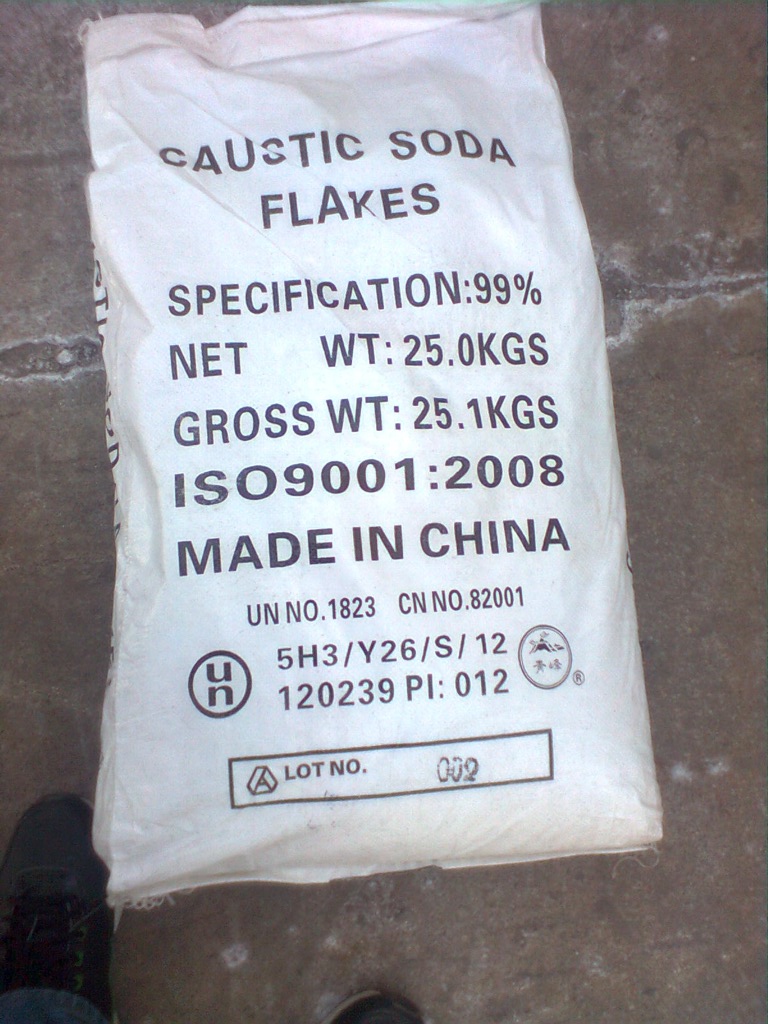 CAUSTIC SODA
FLAKES
SPECIFICATION:99%
NET WT: 25.0KGS
GROSS WT: 25.1KGS
ISO9001:2008
MADE IN CHINA
UN NO.1823 CN NO.82001
un
5H3/Y26/S/12
120239 PI: 012
®
LOT NO. 002